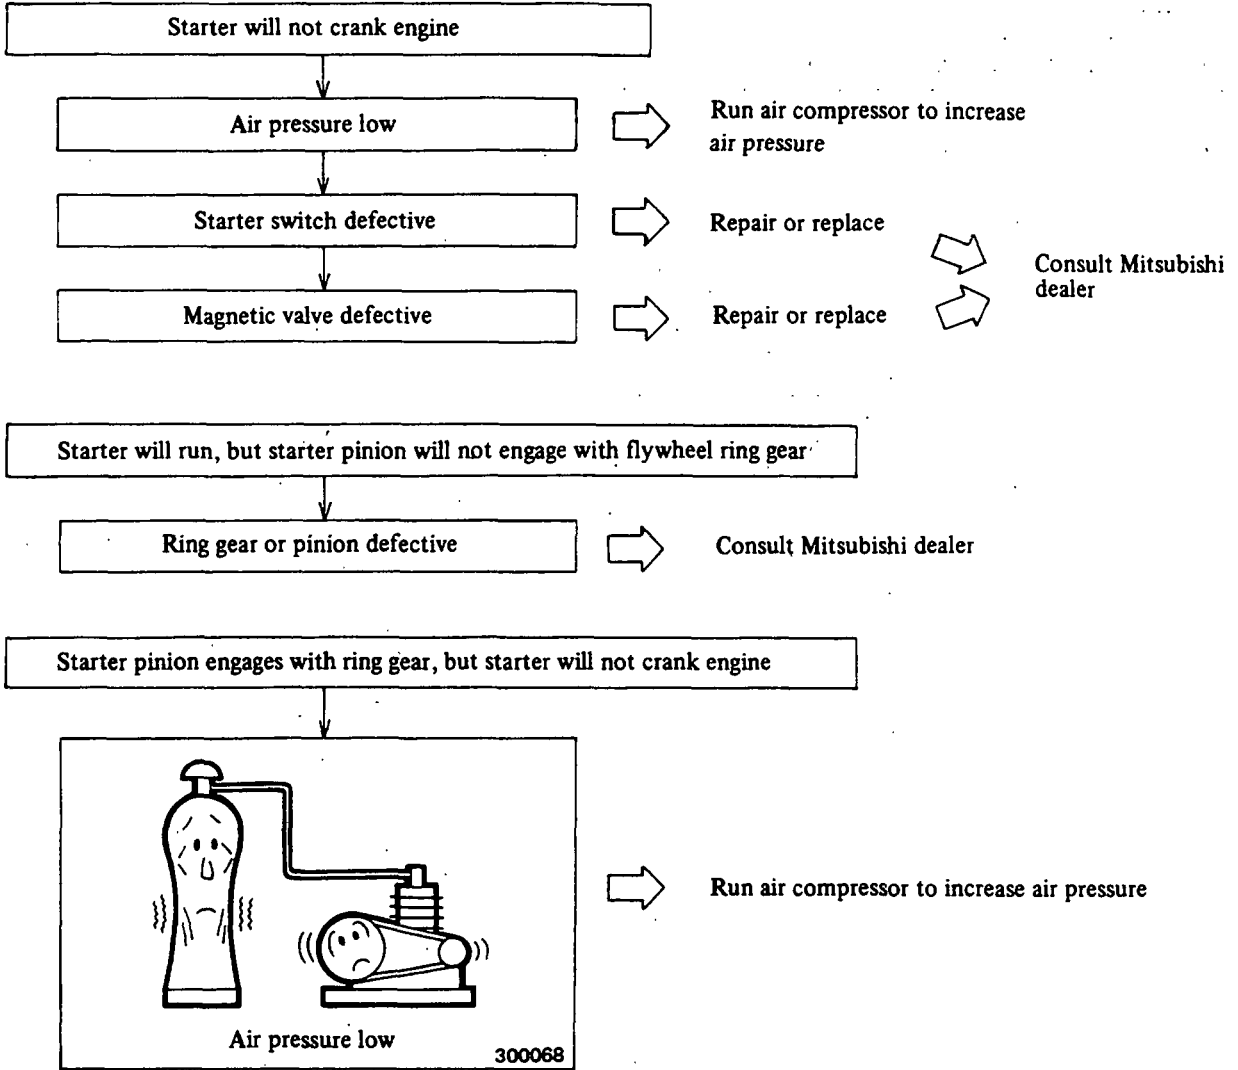 Starter will not crank engine
Air pressure low
Run air compressor to increase
air pressure
Starter switch defective
Repair or replace
Magnetic valve defective
Repair or replace
Consult Mitsubishi
dealer
Starter will run, but starter pinion will not engage with flywheel ring gear
Ring gear or pinion defective
Consult Mitsubishi dealer
Starter pinion engages with ring gear, but starter will not crank engine
Run air compressor to increase air pressure
Air pressure low
300068